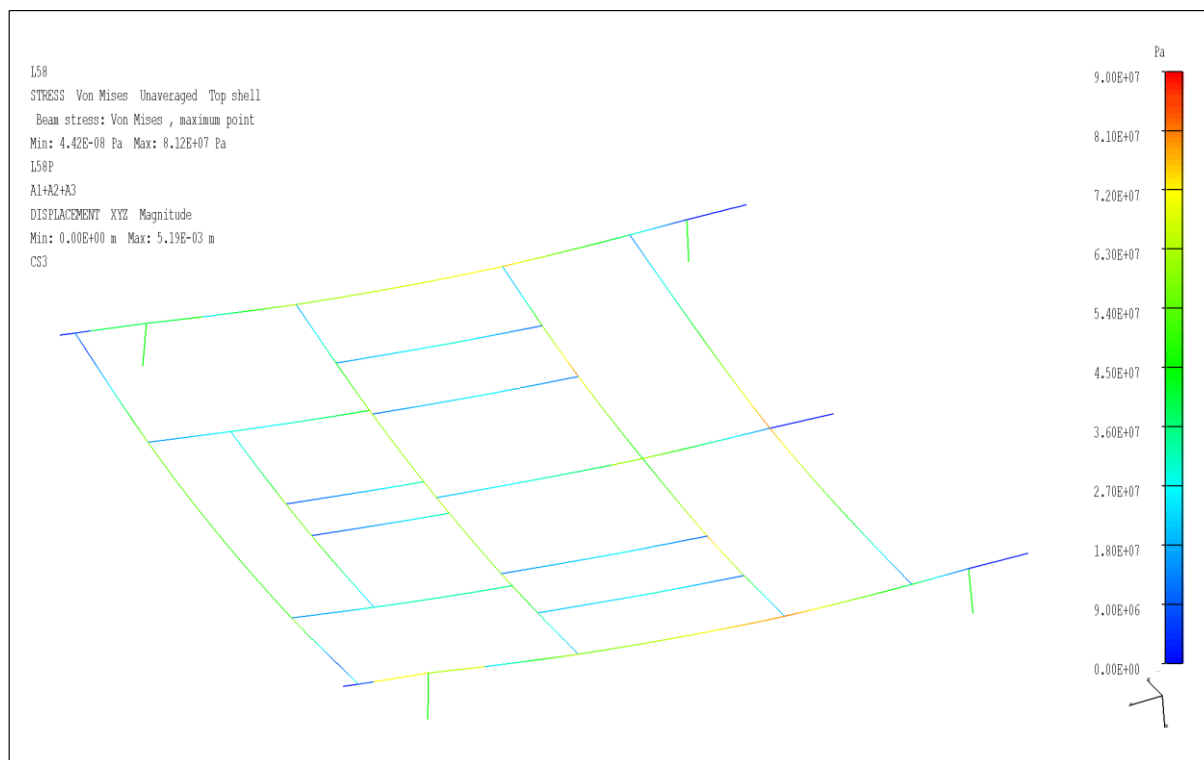 L58
STRESS Von Mises Unaveraged Top shell
Beam stress: Von Mises , maximum point
Min: 4.42E-08 Pa Max: 8.12E+07 Pa
L58P
A1+A2+A3
DISPLACEMENT XYZ Magnitude
Min: 0.00E+00 m Max: 5.19E-03 m
CS3
Pa
9.00E+07
8.10E+07
7.20E+07
6.30E+07
5.40E+07
4.50E+07
3.60E+07
2.70E+07
1.80E+07
9.00E+06
0.00E+00